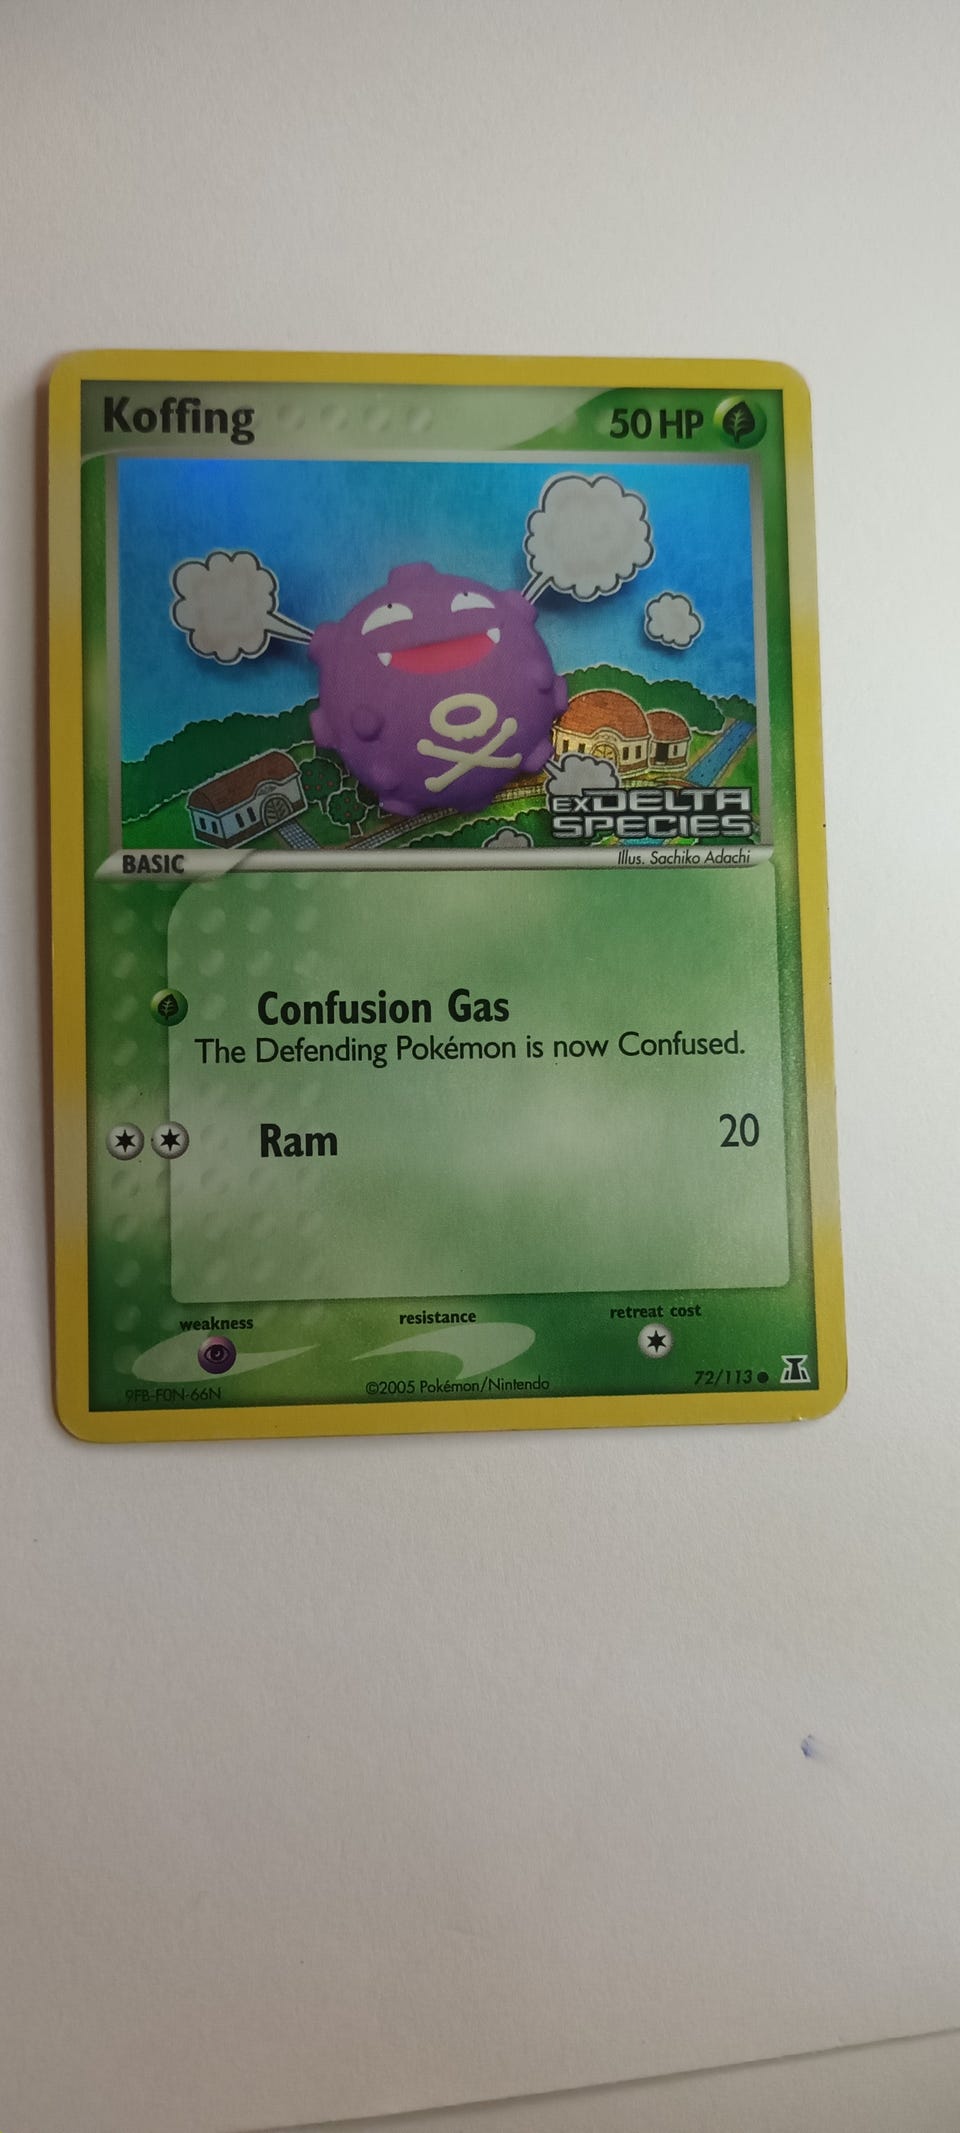 Koffing 50 HP
EX DELTA
SPECIES
BASIC Illus. Sachiko Adachi
Confusion Gas
The Defending Pokémon is now Confused.
Ram 20
weakness resistance retreat cost
9FB-F0N-66N ©2005 Pokémon/Nintendo 72/113